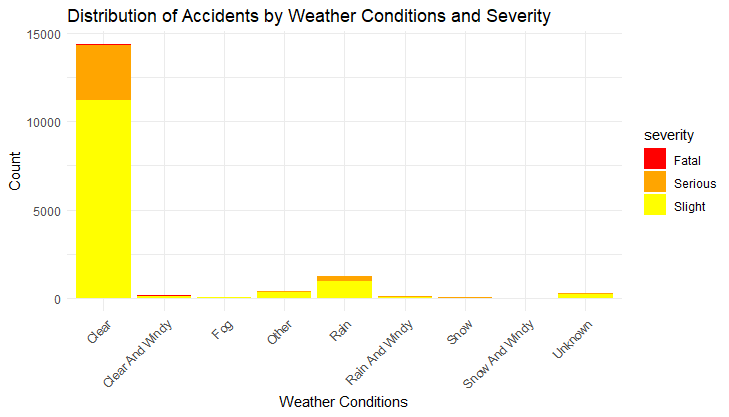 Distribution of Accidents by Weather Conditions and Severity
Count
15000
10000
5000
0
Clear
Clear And Windy
Fog
Other
Rain
Rain And Windy
Snow
Snow And Windy
Unknown
Weather Conditions
severity
Fatal
Serious
Slight